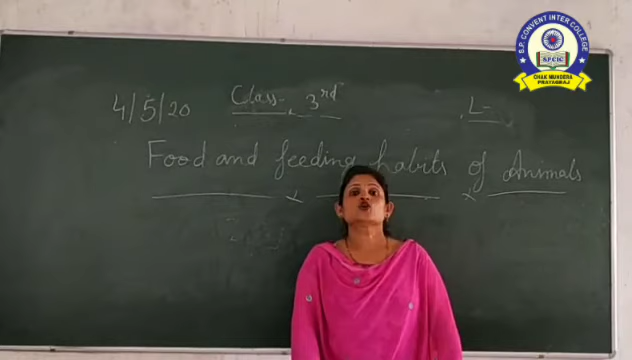 S.P. CONVENT INTER COLLEGE
SPCIC
CHAK MUNDERA
PRAYAGRAJ
4/5/20 Class - 3rd L-
Food and feeding habits of Animals